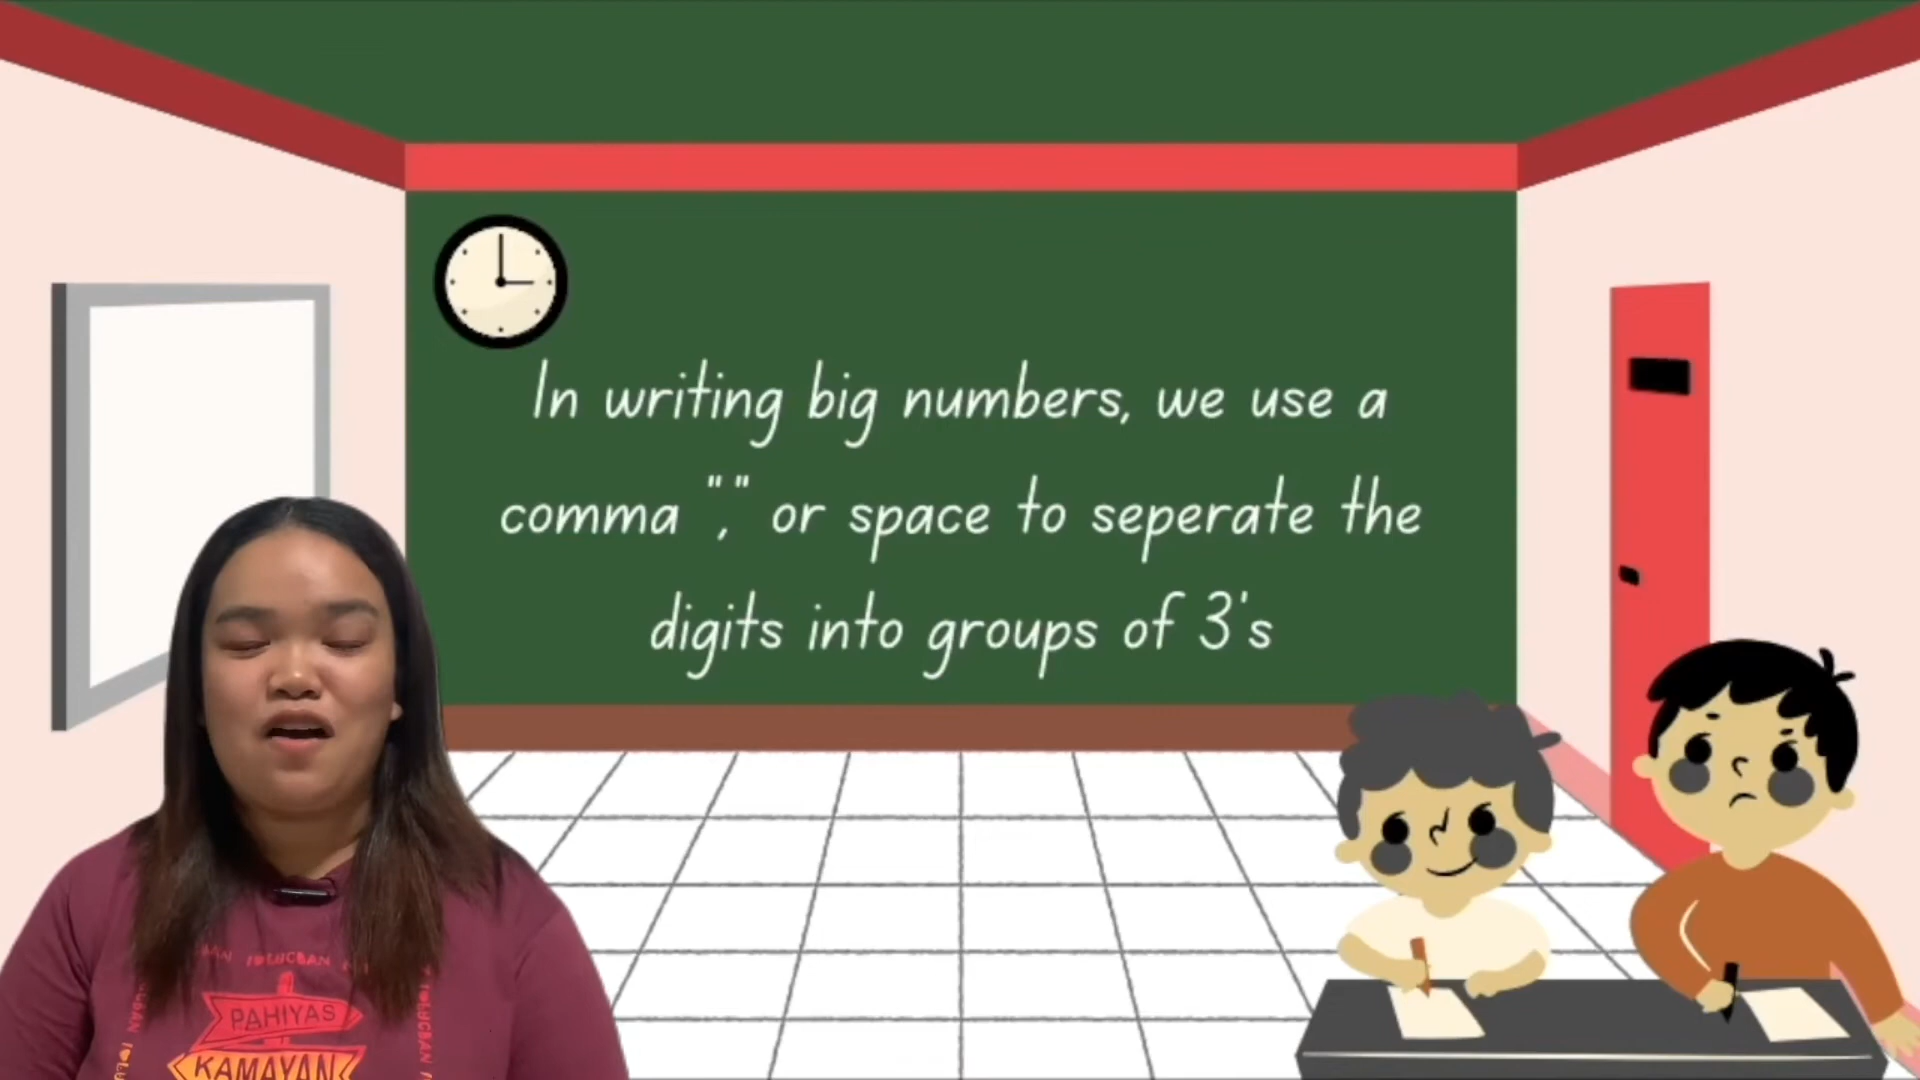 In writing big numbers, we use a
comma "," or space to seperate the
digits into groups of 3's
PAHIYAS
KAMAYAN